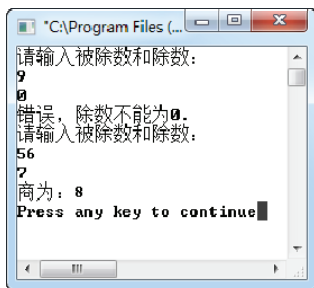 "C:\Program Files (...
请输入被除数和除数:
9
0
错误，除数不能为0.
请输入被除数和除数:
56
7
商为: 8
Press any key to continue